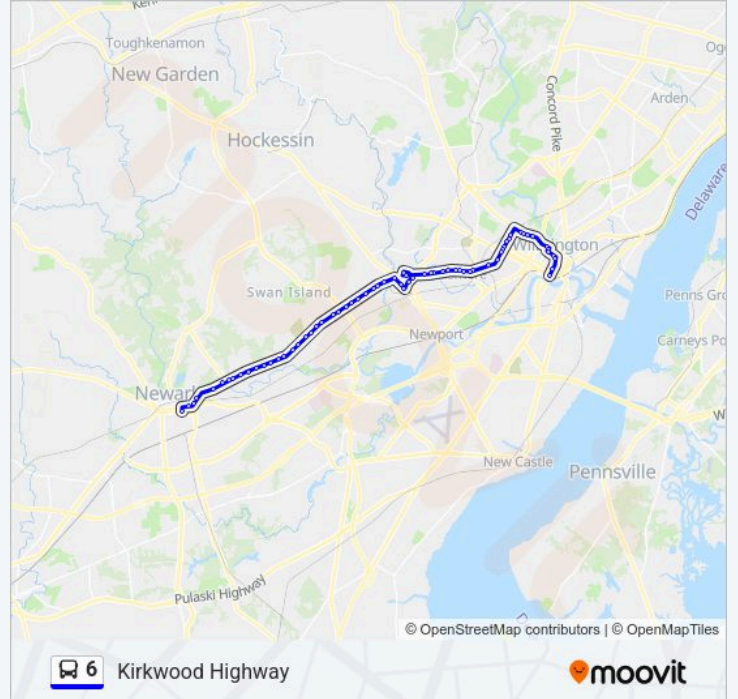 Toughkenamon
New Garden
Og
Arden
Concord Pike
Hockessin
Delaware
Wilmington
Swan Island
Penns Gro
Newport
Carneys Po
Newark
New Castle
Pennsville
Pulaski Highway
© OpenStreetMap contributors | © OpenMapTiles
6 Kirkwood Highway
moovit